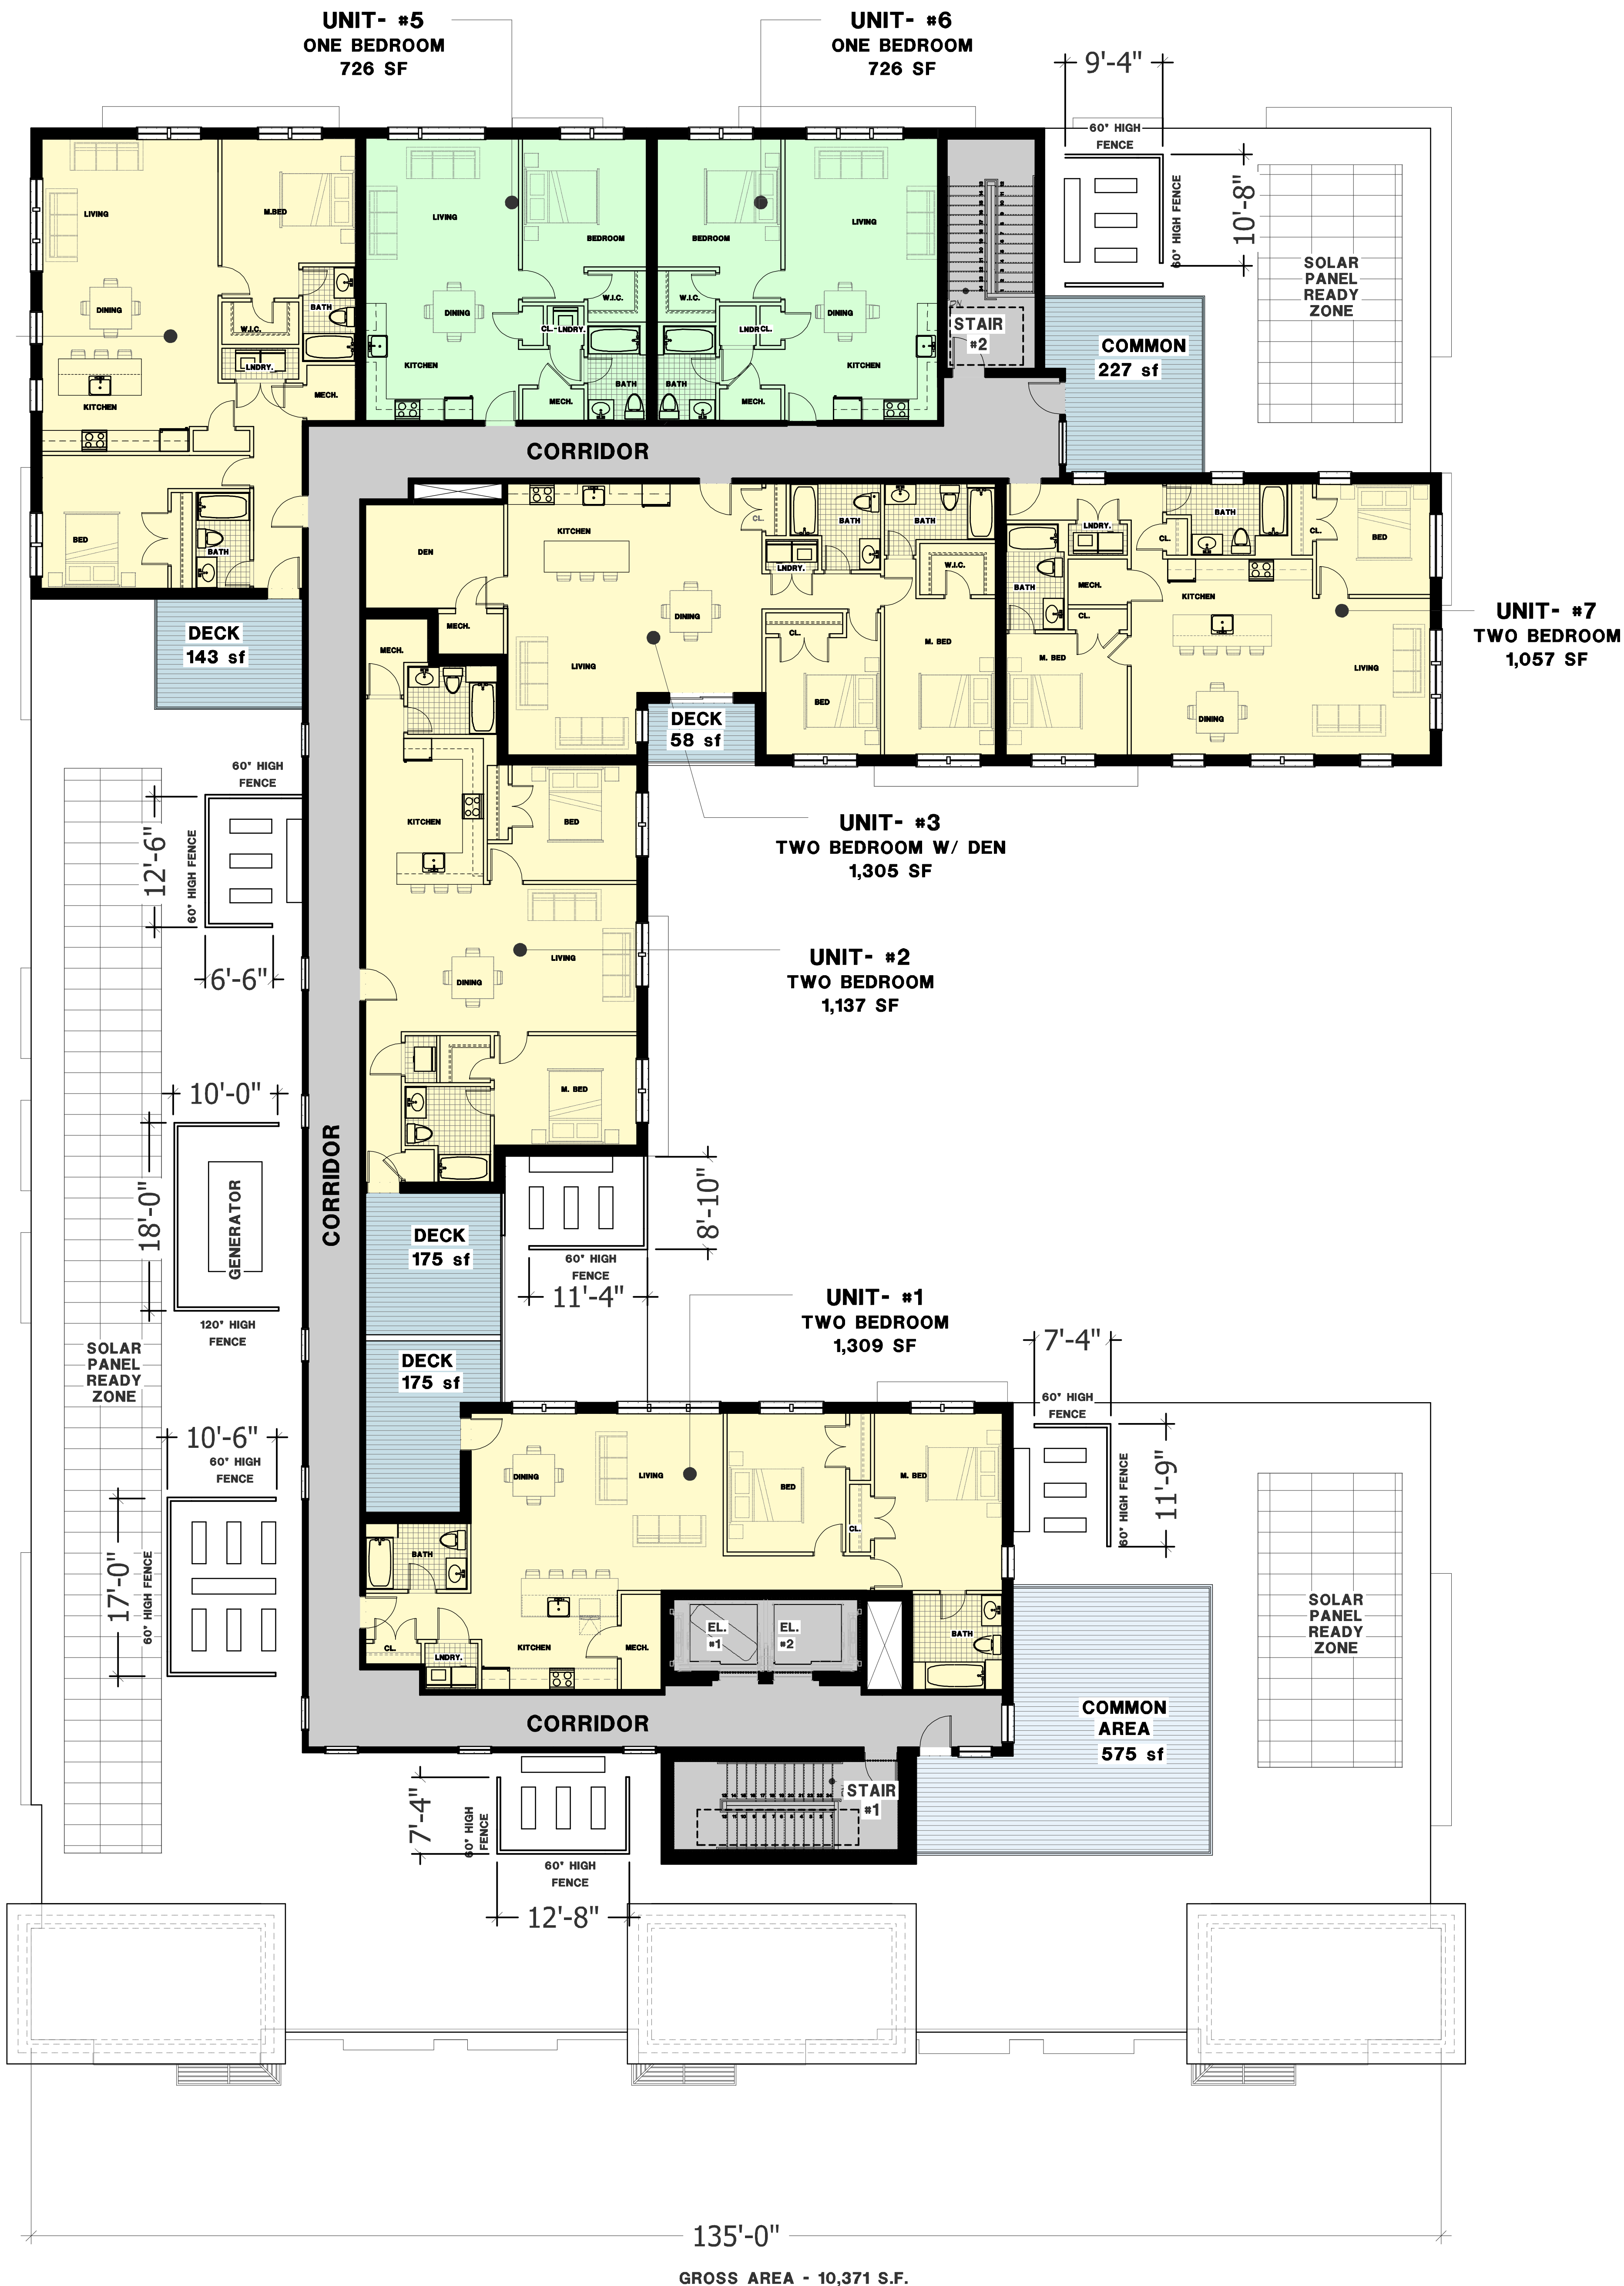 UNIT- #5
ONE BEDROOM
726 SF
UNIT- #6
ONE BEDROOM
726 SF
9'-4"
60" HIGH
FENCE
60" HIGH FENCE
10'-8"
SOLAR
PANEL
READY
ZONE
LIVING
M.BED
DINING
W.I.C.
BATH
LNDRY.
MECH.
KITCHEN
BED
BATH
LIVING
BEDROOM
DINING
W.I.C.
CL.
LNDRY.
KITCHEN
BATH
MECH.
BEDROOM
LIVING
W.I.C.
DINING
LNDR
CL.
KITCHEN
BATH
MECH.
STAIR
#2
COMMON
227 sf
CORRIDOR
DECK
143 sf
DEN
KITCHEN
CL.
BATH
BATH
LNDRY.
W.I.C.
DINING
MECH.
CL.
M. BED
LIVING
BED
DECK
58 sf
LNDRY.
CL.
BATH
CL.
BED
BATH
MECH.
KITCHEN
CL.
M. BED
LIVING
DINING
UNIT- #7
TWO BEDROOM
1,057 SF
MECH.
KITCHEN
BED
LIVING
DINING
M. BED
UNIT- #3
TWO BEDROOM W/ DEN
1,305 SF
UNIT- #2
TWO BEDROOM
1,137 SF
60" HIGH
FENCE
12'-6"
60" HIGH FENCE
6'-6"
10'-0"
18'-0"
GENERATOR
120" HIGH
FENCE
CORRIDOR
SOLAR
PANEL
READY
ZONE
DECK
175 sf
DECK
175 sf
8'-10"
60" HIGH
FENCE
11'-4"
UNIT- #1
TWO BEDROOM
1,309 SF
7'-4"
60" HIGH
FENCE
60" HIGH FENCE
11'-9"
10'-6"
60" HIGH
FENCE
17'-0"
60" HIGH FENCE
DINING
LIVING
BED
M. BED
CL.
BATH
CL.
LNDRY.
KITCHEN
MECH.
EL.
#1
EL.
#2
BATH
SOLAR
PANEL
READY
ZONE
CORRIDOR
COMMON
AREA
575 sf
STAIR
#1
7'-4"
60" HIGH
FENCE
60" HIGH
FENCE
12'-8"
135'-0"
GROSS AREA - 10,371 S.F.